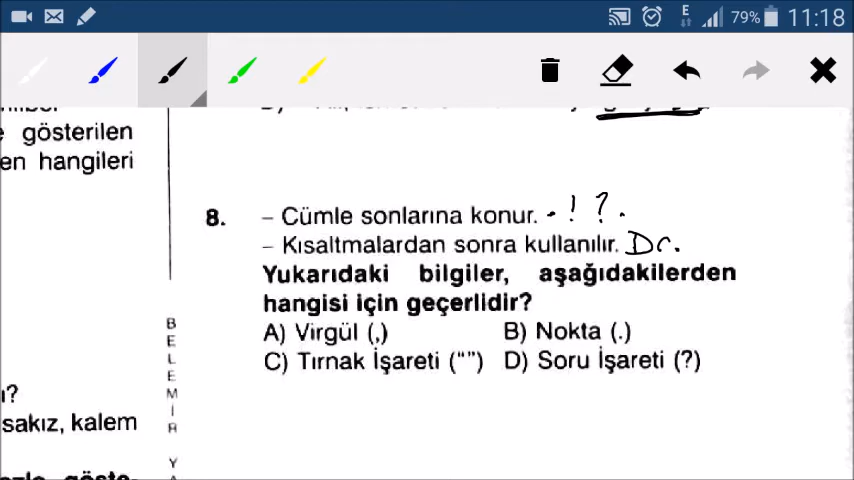 79% 11:18
e gösterilen
en hangileri
8. – Cümle sonlarına konur. . ! ? .
– Kısaltmalardan sonra kullanılır. Dr.
Yukarıdaki bilgiler, aşağıdakilerden
hangisi için geçerlidir?
A) Virgül (,) B) Nokta (.)
C) Tırnak İşareti (“”) D) Soru İşareti (?)
BELEMİR
ı?
sakız, kalem